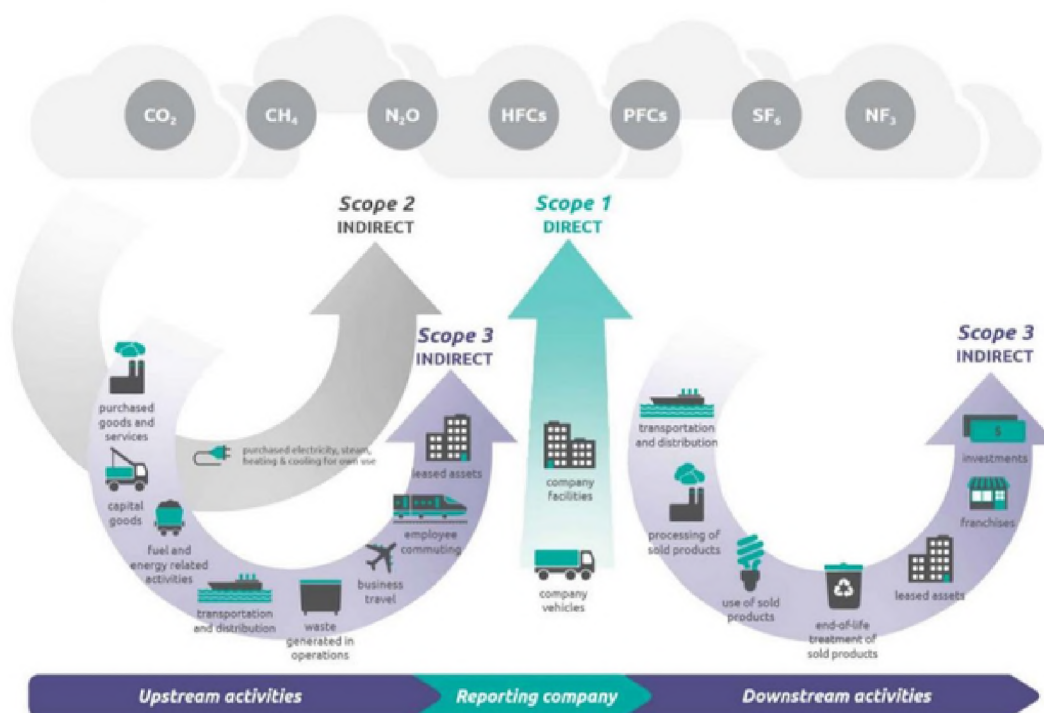 CO₂
CH₄
N₂O
HFCs
PFCs
SF₆
NF₃
Scope 2
INDIRECT
Scope 1
DIRECT
Scope 3
INDIRECT
Scope 3
INDIRECT
purchased
goods and
services
capital
goods
fuel and
energy related
activities
transportation
and distribution
waste
generated in
operations
business
travel
employee
commuting
leased assets
purchased electricity, steam,
heating & cooling for own use
company
facilities
company
vehicles
transportation
and distribution
processing of
sold products
use of sold
products
end-of-life
treatment of
sold products
leased assets
franchises
$
investments
Upstream activities
Reporting company
Downstream activities